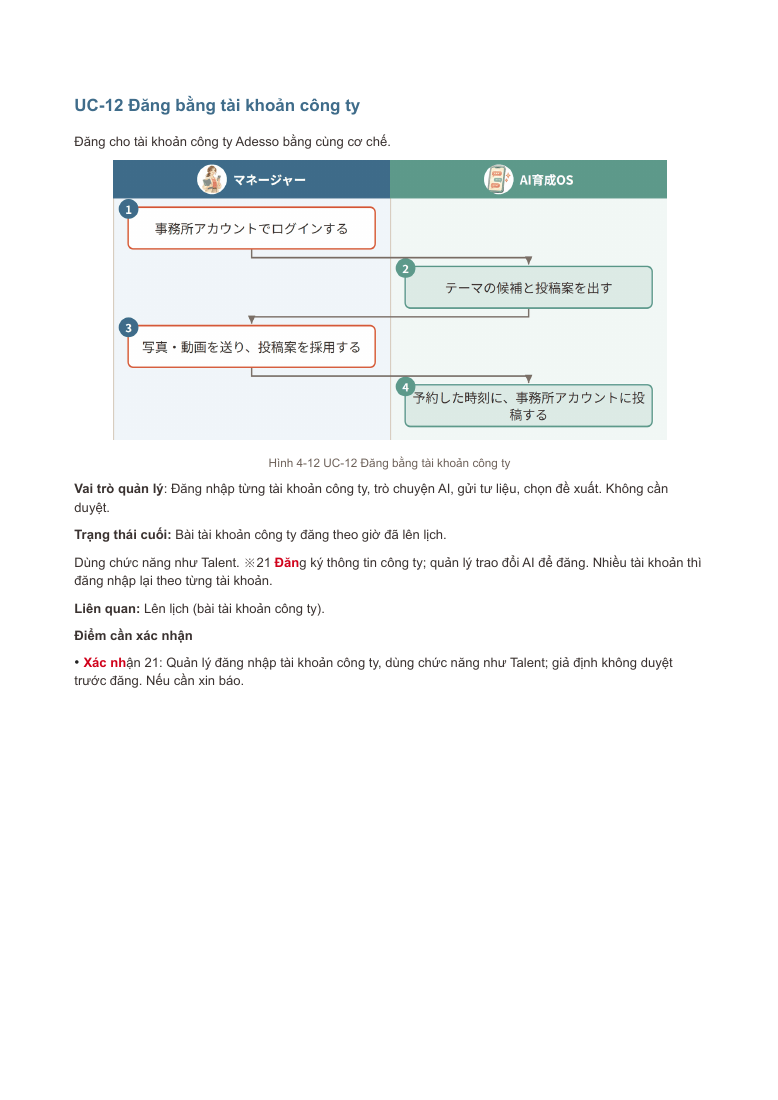 UC-12 Đăng bằng tài khoản công ty
Đăng cho tài khoản công ty Adesso bằng cùng cơ chế.
マネージャー
AI育成OS
1
事務所アカウントでログインする
2
テーマの候補と投稿案を出す
3
写真・動画を送り、投稿案を採用する
4
予約した時刻に、事務所アカウントに投
稿する
Hình 4-12 UC-12 Đăng bằng tài khoản công ty
Vai trò quản lý: Đăng nhập từng tài khoản công ty, trò chuyện AI, gửi tư liệu, chọn đề xuất. Không cần
duyệt.
Trạng thái cuối: Bài tài khoản công ty đăng theo giờ đã lên lịch.
Dùng chức năng như Talent. ※21 Đăng ký thông tin công ty; quản lý trao đổi AI để đăng. Nhiều tài khoản thì
đăng nhập lại theo từng tài khoản.
Liên quan: Lên lịch (bài tài khoản công ty).
Điểm cần xác nhận
• Xác nhận 21: Quản lý đăng nhập tài khoản công ty, dùng chức năng như Talent; giả định không duyệt
trước đăng. Nếu cần xin báo.